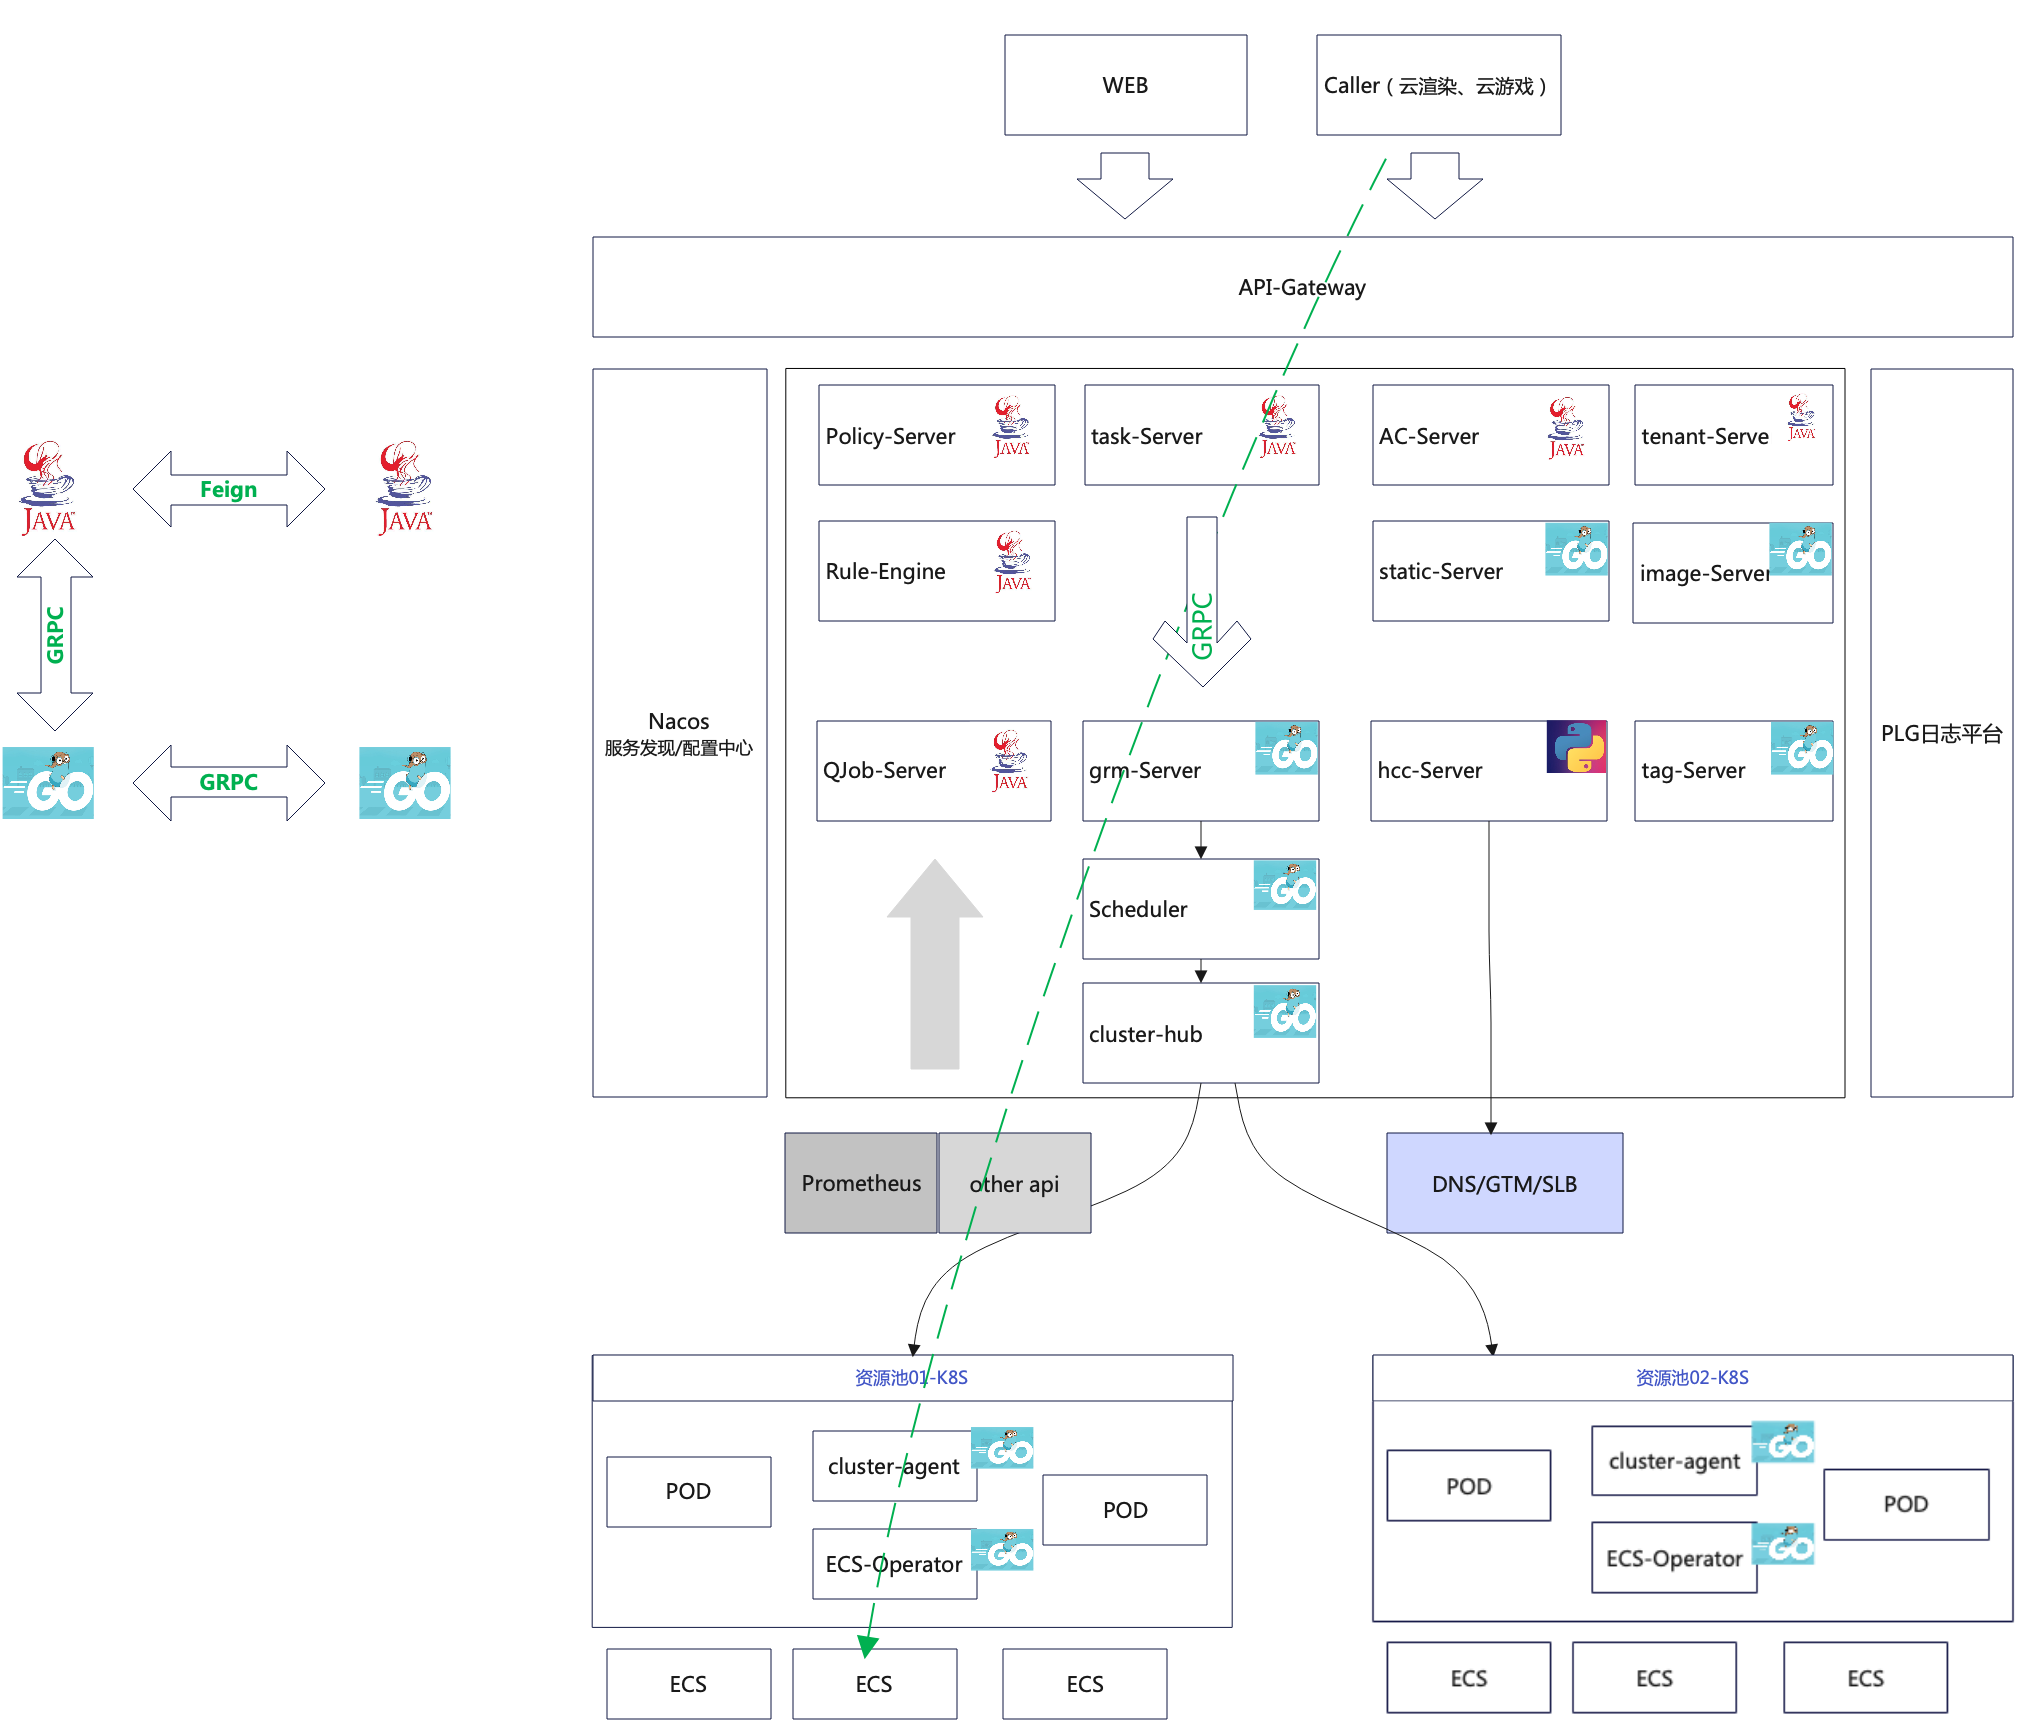 WEB
Caller（云渲染、云游戏）
API-Gateway
Policy-Server
JAVA
task-Server
JAVA
AC-Server
JAVA
tenant-Serve
JAVA
JAVA™
Feign
JAVA™
Rule-Engine
JAVA
GRPC
static-Server
GO
image-Server
GO
GRPC
Nacos
服务发现/配置中心
PLG日志平台
GO
GRPC
GO
QJob-Server
JAVA
grm-Server
GO
hcc-Server
tag-Server
GO
Scheduler
GO
cluster-hub
GO
Prometheus
other api
DNS/GTM/SLB
资源池01-K8S
POD
cluster-agent
GO
POD
ECS-Operator
GO
ECS
ECS
ECS
资源池02-K8S
POD
cluster-agent
GO
POD
ECS-Operator
GO
ECS
ECS
ECS